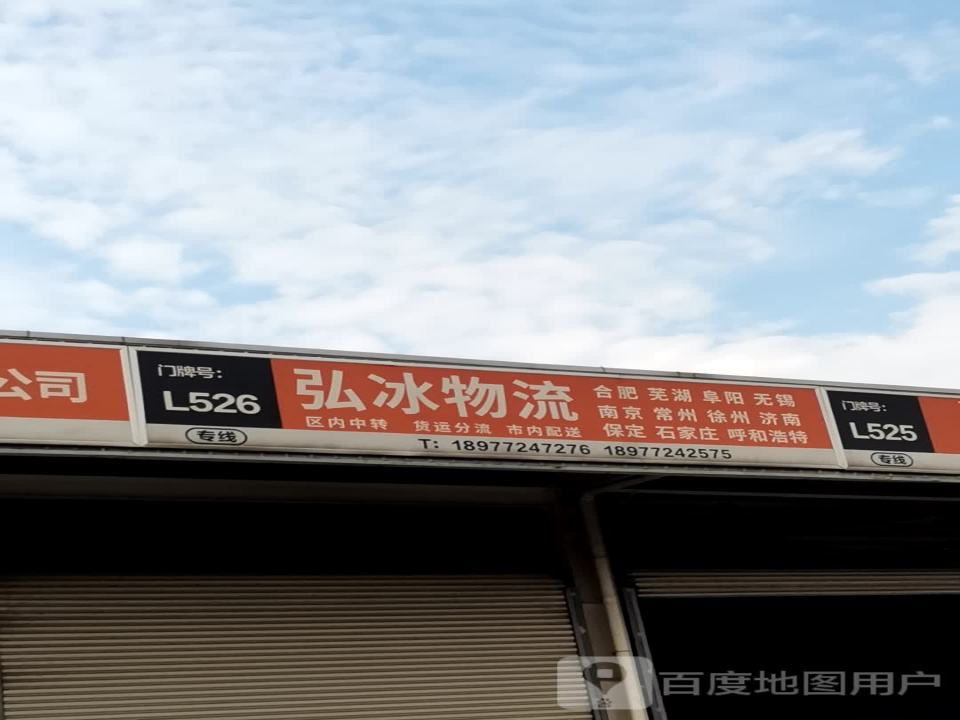 公司
门牌号:
L526
专线
弘冰物流
区内中转 货运分流 市内配送
合肥 芜湖 阜阳 无锡
南京 常州 徐州 济南
保定 石家庄 呼和浩特
T: 18977247276 18977242575
门牌号:
L525
专线
百度地图用户